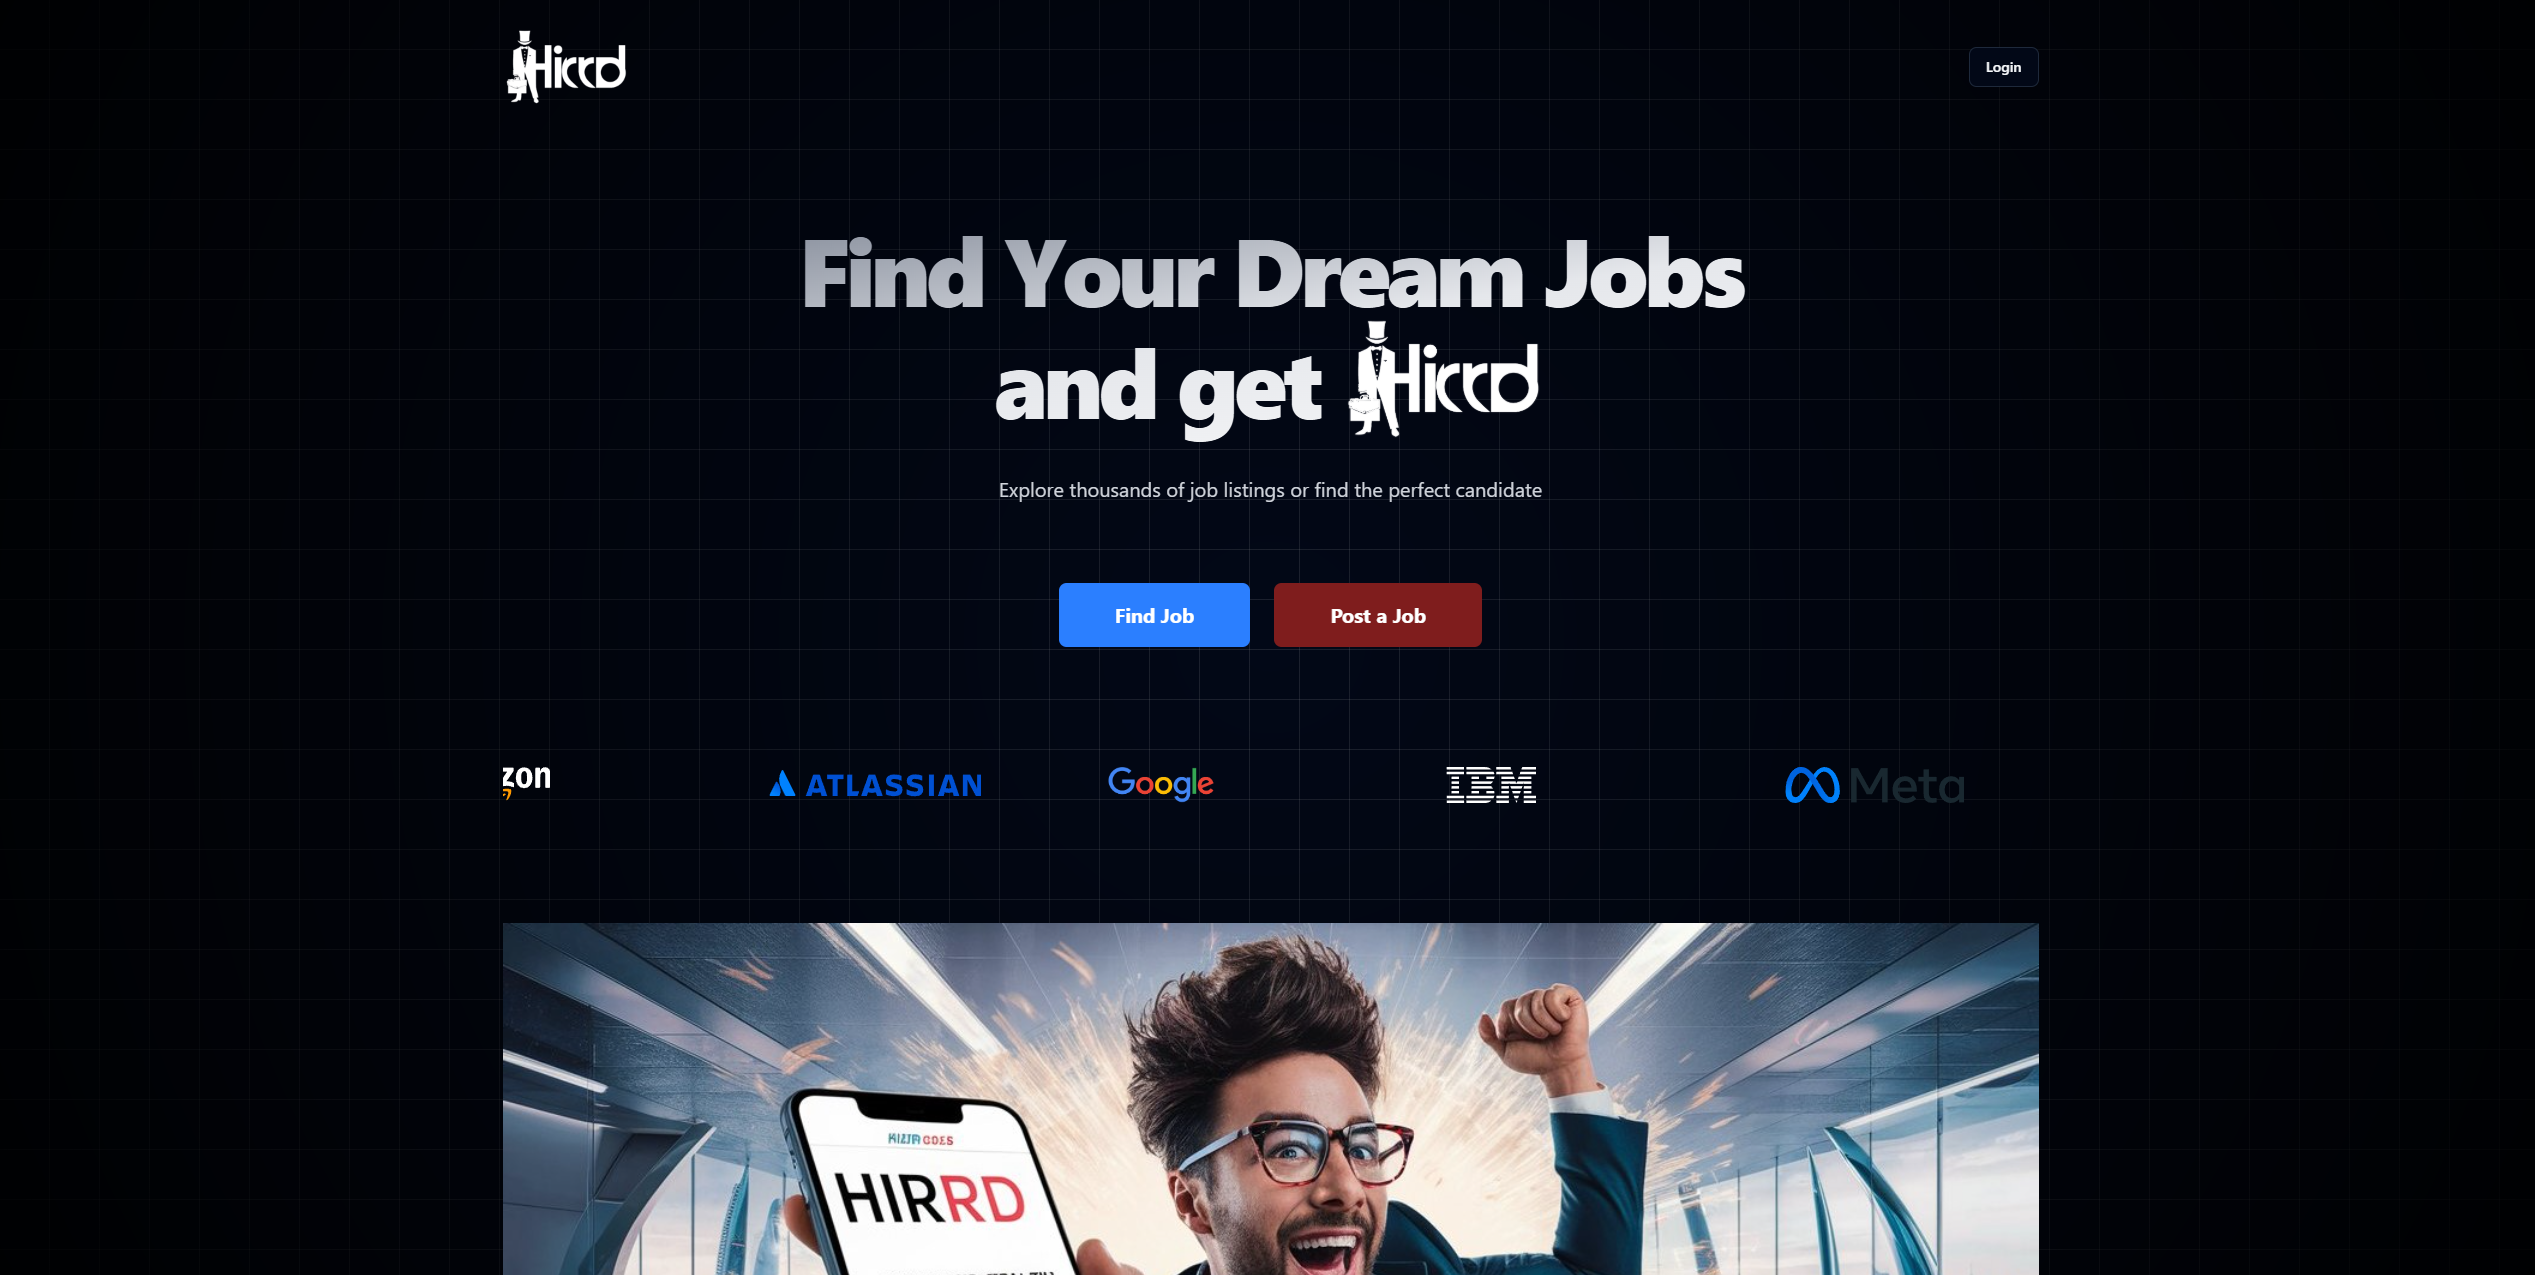 Hirrd
Login
Find Your Dream Jobs
and get Hirrd
Explore thousands of job listings or find the perfect candidate
Find Job
Post a Job
zon
ATLASSIAN
Google
IBM
Meta
HIRRD